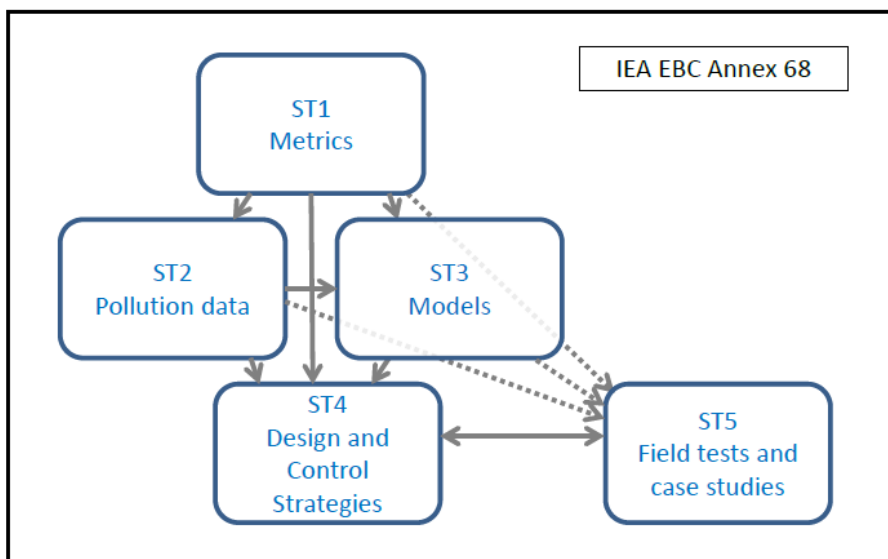 IEA EBC Annex 68
ST1
Metrics
ST2
Pollution data
ST3
Models
ST4
Design and
Control
Strategies
ST5
Field tests and
case studies